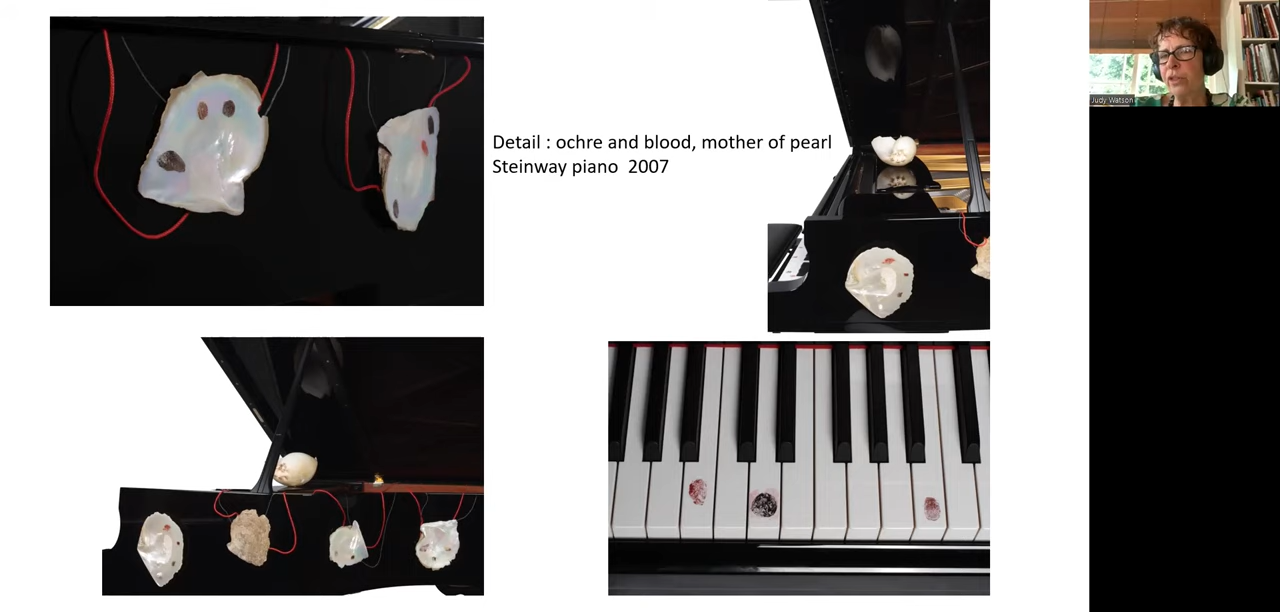 Detail : ochre and blood, mother of pearl
Steinway piano  2007
Judy Watson